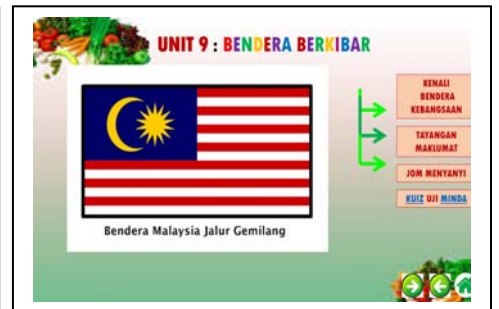 UNIT 9 : BENDERA BERKIBAR
Bendera Malaysia Jalur Gemilang
KENALI
BENDERA
KEBANGSAAN
TAYANGAN
MAKLUMAT
JOM MENYANYI
KUIZ UJI MINDA